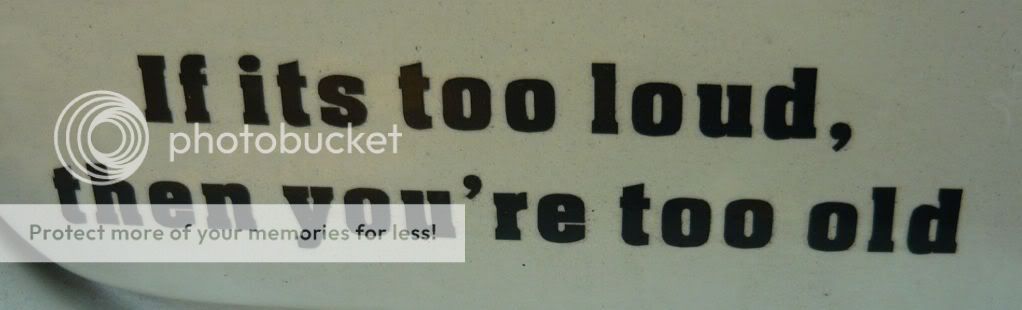 If its too loud,
photobucket
then you're too old
Protect more of your memories for less!